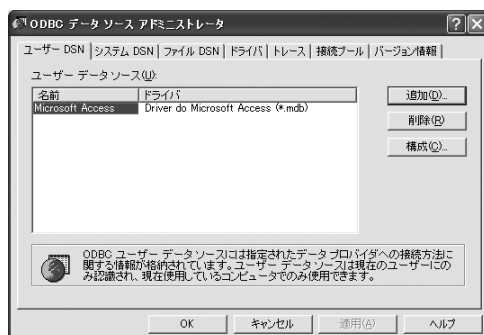 ODBC データ ソース アドミニストレータ
ユーザー DSN システム DSN ファイル DSN ドライバ トレース 接続プール バージョン情報
ユーザー データ ソース(U):
名前 ドライバ
Microsoft Access Driver do Microsoft Access (*.mdb)
追加(D)...
削除(R)
構成(C)...
ODBC ユーザー データ ソースには指定されたデータ プロバイダへの接続方法に
関する情報が格納されています。ユーザー データ ソースは現在のユーザーにの
み認識され、現在使用しているコンピュータでのみ使用できます。
OK キャンセル 適用(A) ヘルプ